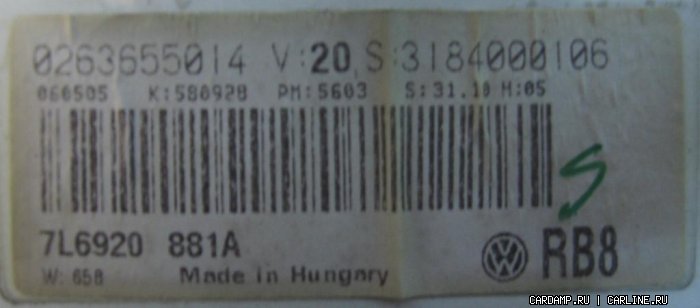 0263655014 V:20 S:3184000106
060505 K:580928 PM:5603 S:31.10 M:05
7L6920 881A
RB8
W: 658 Made in Hungary
S
CARDAMP.RU | CARLINE.RU